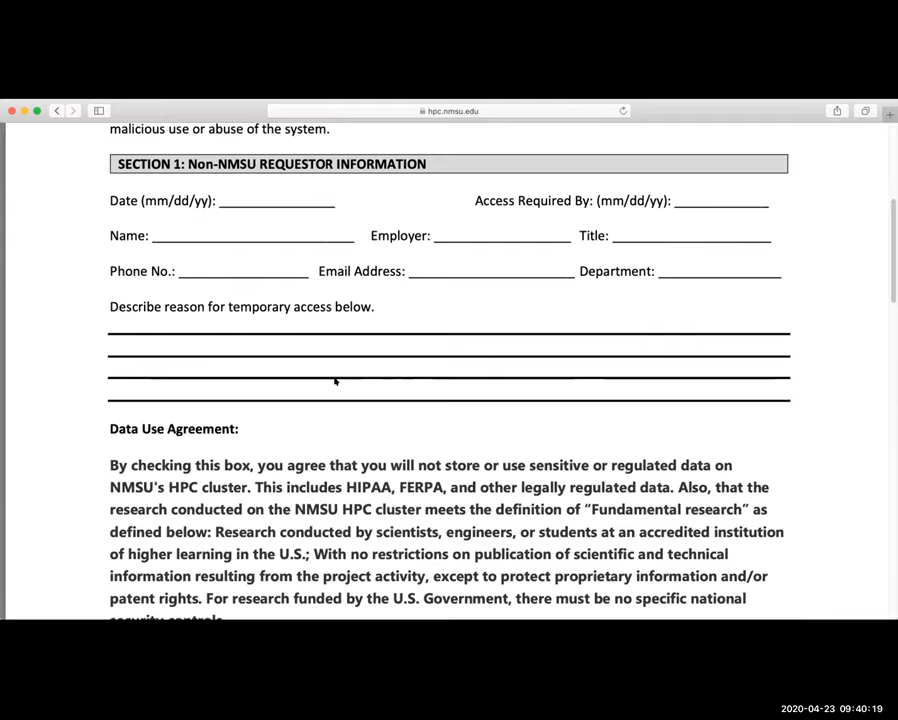 hpc.nmsu.edu
malicious use or abuse of the system.
SECTION 1: Non-NMSU REQUESTOR INFORMATION
Date (mm/dd/yy): ________________ Access Required By: (mm/dd/yy): _____________
Name: ____________________________ Employer: ___________________ Title: ______________________
Phone No.: __________________ Email Address: _______________________ Department: _________________
Describe reason for temporary access below.
Data Use Agreement:
By checking this box, you agree that you will not store or use sensitive or regulated data on
NMSU's HPC cluster. This includes HIPAA, FERPA, and other legally regulated data. Also, that the
research conducted on the NMSU HPC cluster meets the definition of “Fundamental research” as
defined below: Research conducted by scientists, engineers, or students at an accredited institution
of higher learning in the U.S.; With no restrictions on publication of scientific and technical
information resulting from the project activity, except to protect proprietary information and/or
patent rights. For research funded by the U.S. Government, there must be no specific national
security controls
2020-04-23 09:40:19